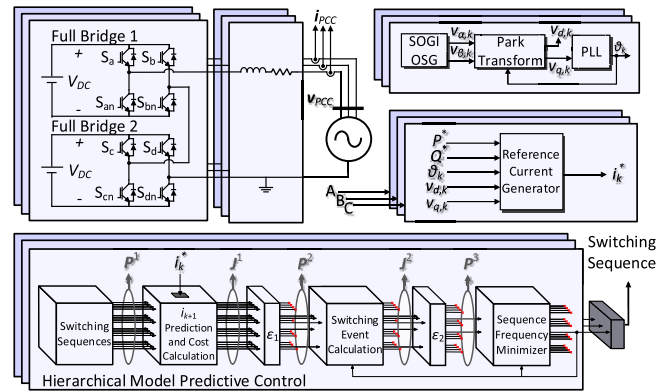 Full Bridge 1
+
V_DC
-
S_a
S_b
S_an
S_bn
Full Bridge 2
+
V_DC
-
S_c
S_d
S_cn
S_dn
i_PCC
v_PCC
A
B
C
SOGI OSG
v_α,k
v_β,k
Park Transform
v_d,k
v_q,k
PLL
ϑ_k
P^*
Q^*
ϑ_k
v_d,k
v_q,k
Reference Current Generator
i_k^*
Switching Sequence
P^1
i_k^*
J^1
P^2
J^2
P^3
Switching Sequences
i_k+1 Prediction and Cost Calculation
ε_1
Switching Event Calculation
ε_2
Sequence Frequency Minimizer
Hierarchical Model Predictive Control